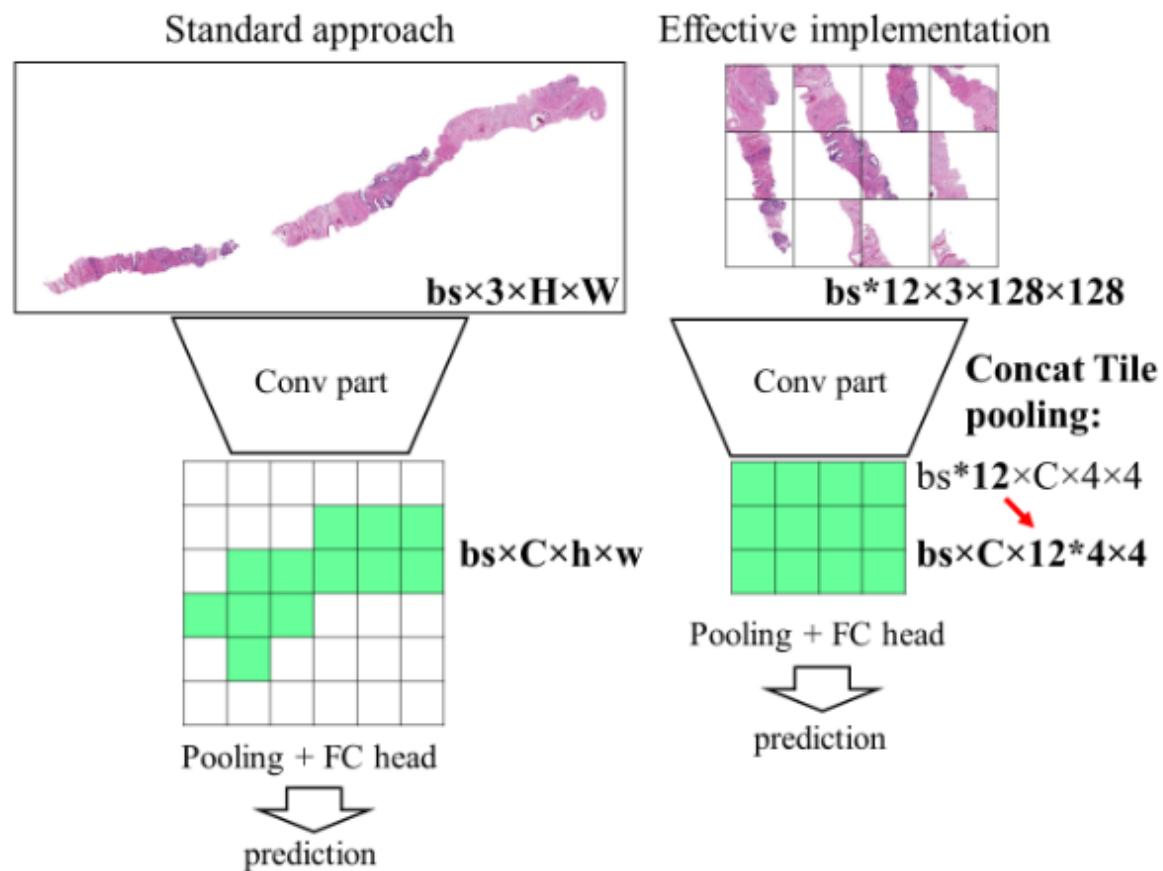 Standard approach
bs×3×H×W
Conv part
bs×C×h×w
Pooling + FC head
prediction
Effective implementation
bs*12×3×128×128
Conv part
Concat Tile
pooling:
bs*12×C×4×4
bs×C×12*4×4
Pooling + FC head
prediction